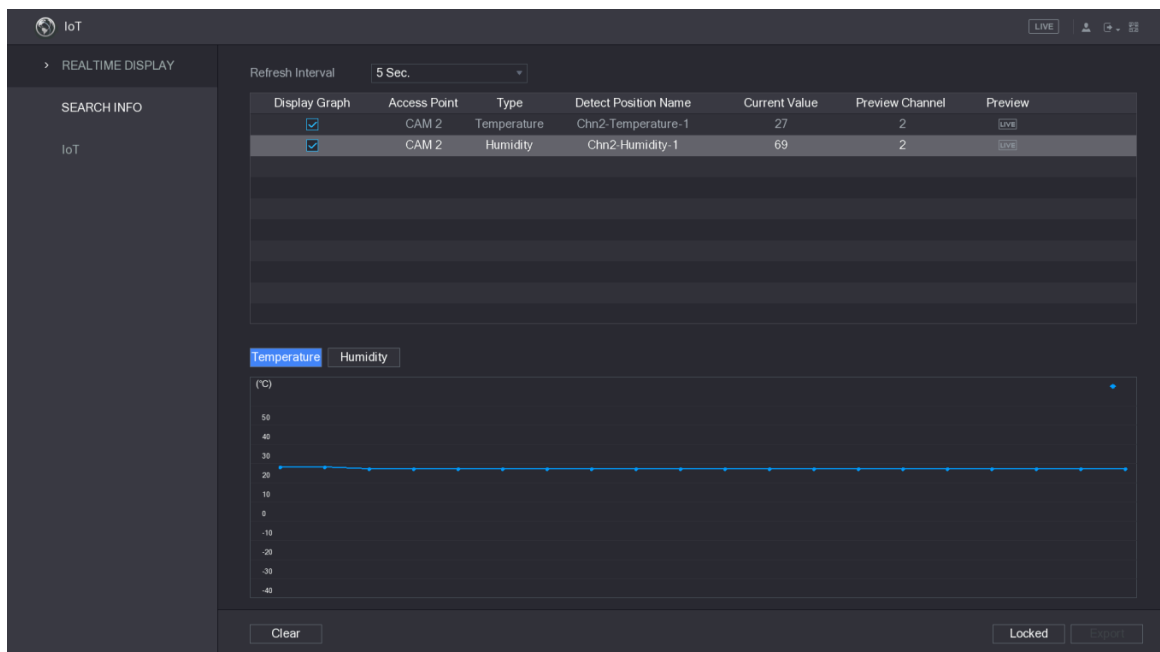 IoT LIVE
REALTIME DISPLAY
SEARCH INFO
IoT
Refresh Interval 5 Sec.
Display Graph Access Point Type Detect Position Name Current Value Preview Channel Preview
CAM 2 Temperature Chn2-Temperature-1 27 2 LIVE
CAM 2 Humidity Chn2-Humidity-1 69 2 LIVE
Temperature Humidity
(°C)
50
40
30
20
10
0
-10
-20
-30
-40
Clear Locked Export